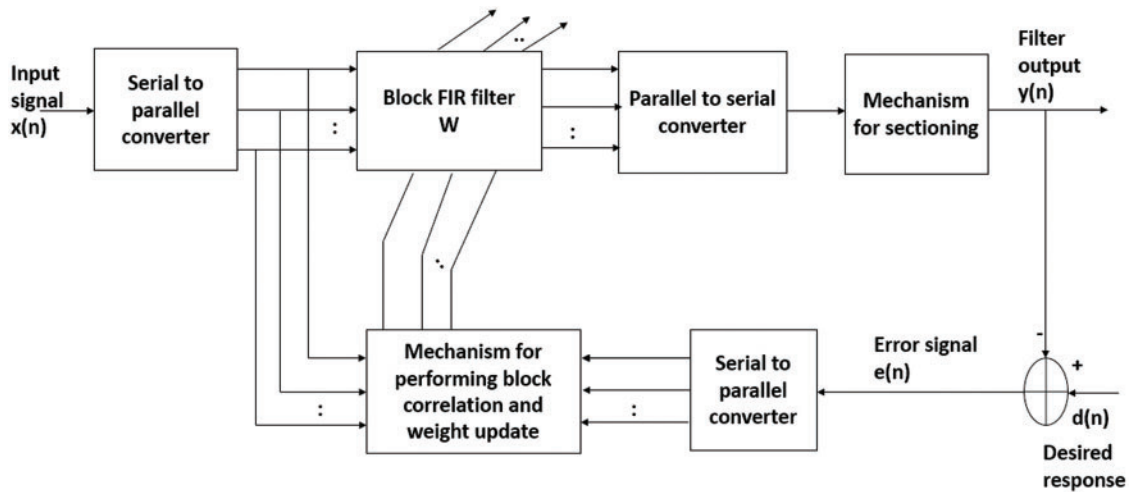 Input
signal
x(n)
Serial to
parallel
converter
:
Block FIR filter
W
..
:
Parallel to serial
converter
Mechanism
for sectioning
Filter
output
y(n)
:
Mechanism for
performing block
correlation and
weight update
:
Serial to
parallel
converter
Error signal
e(n)
-
+
d(n)
Desired
response